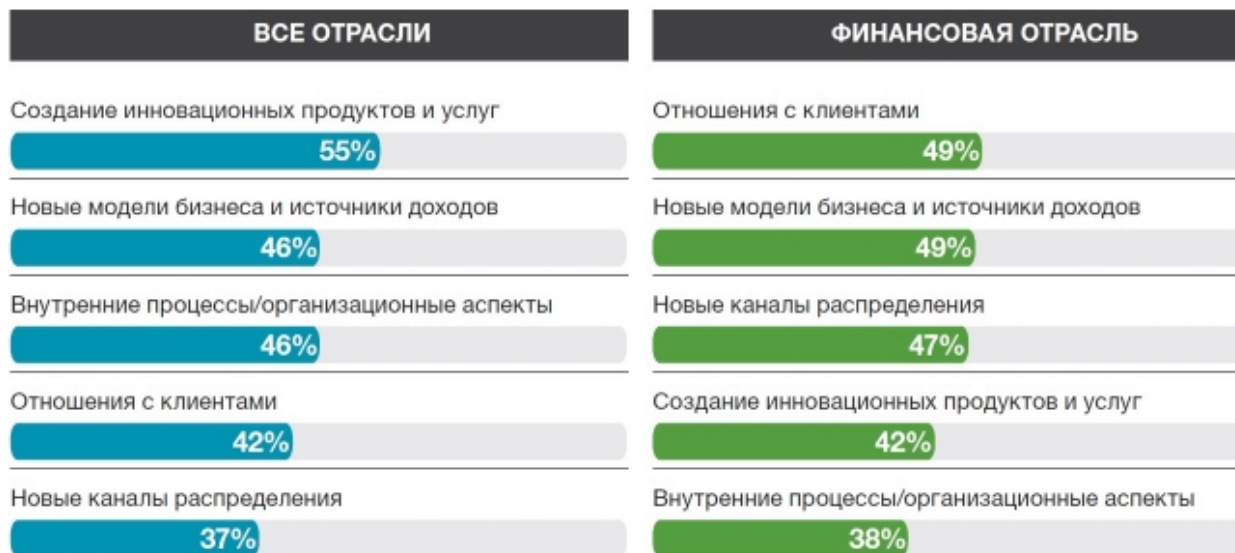 ВСЕ ОТРАСЛИ
Создание инновационных продуктов и услуг
55%
Новые модели бизнеса и источники доходов
46%
Внутренние процессы/организационные аспекты
46%
Отношения с клиентами
42%
Новые каналы распределения
37%
ФИНАНСОВАЯ ОТРАСЛЬ
Отношения с клиентами
49%
Новые модели бизнеса и источники доходов
49%
Новые каналы распределения
47%
Создание инновационных продуктов и услуг
42%
Внутренние процессы/организационные аспекты
38%